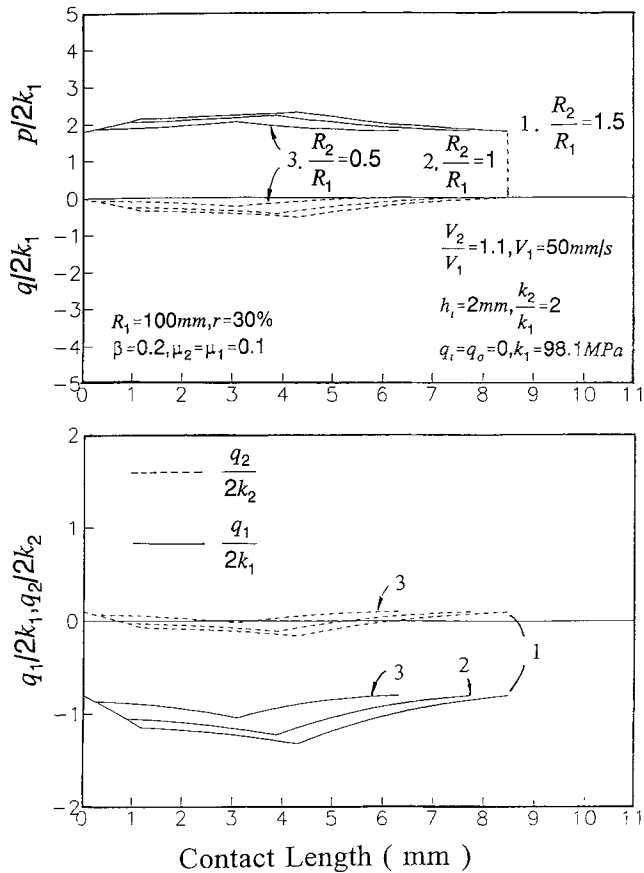 5
4
3
2
1
0
-1
-2
-3
-4
-5
p/2k₁
q/2k₁
1. R₂/R₁=1.5
3. R₂/R₁=0.5
2. R₂/R₁=1
V₂/V₁=1.1, V₁=50mm/s
R₁=100mm, r=30%
hᵢ=2mm, k₂/k₁=2
β=0.2, μ₂=μ₁=0.1
qᵢ=qₒ=0, k₁=98.1MPa
0 1 2 3 4 5 6 7 8 9 10 11
2
1
0
-1
-2
q₁/2k₁, q₂/2k₂
q₂/2k₂
q₁/2k₁
3
1
3
2
0 1 2 3 4 5 6 7 8 9 10 11
Contact Length ( mm )